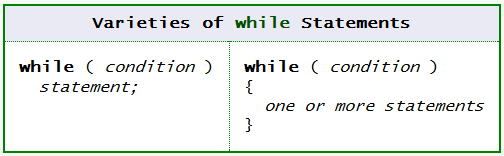 Varieties of while Statements
while ( condition )
statement;
while ( condition )
{
one or more statements
}